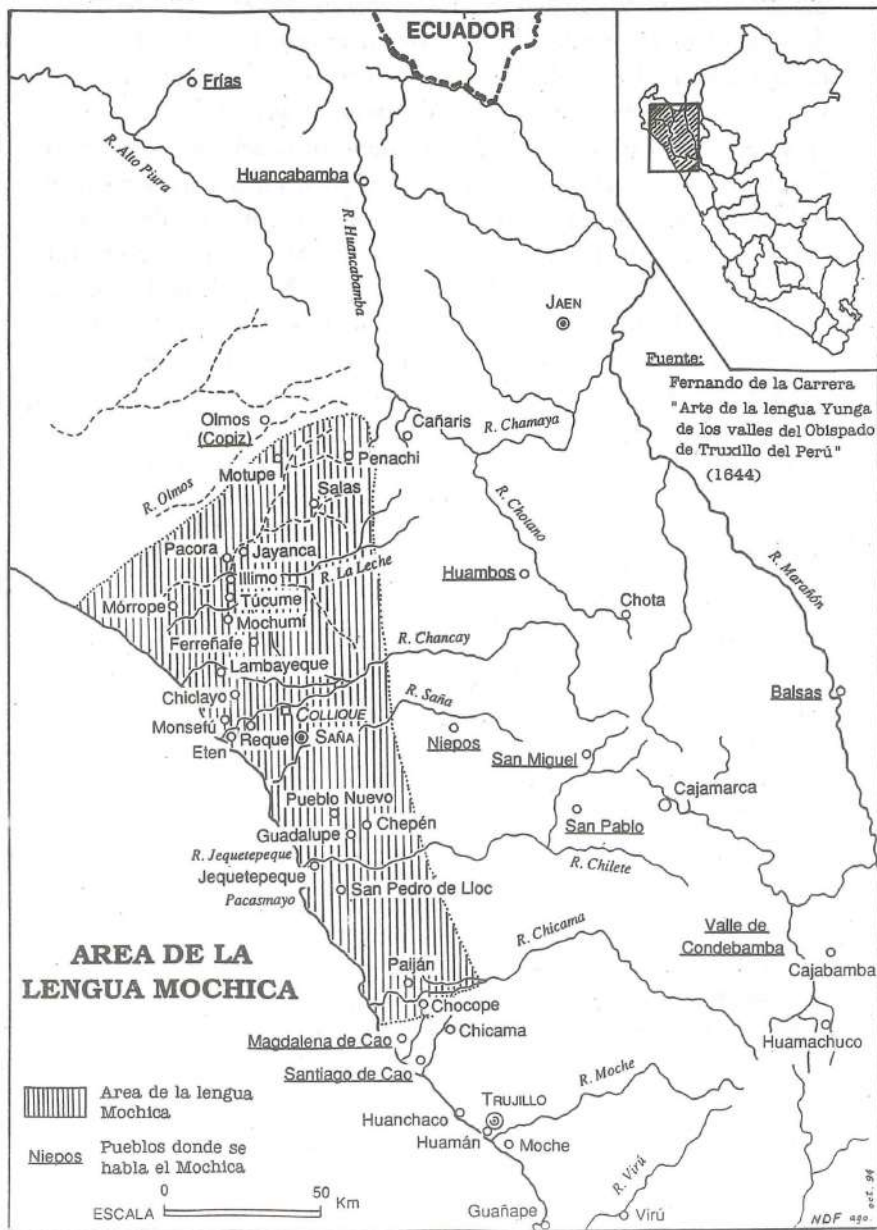 ECUADOR
Frías
R. Alto Piura
Huancabamba
R. Huancabamba
JAEN
Fuente:
Fernando de la Carrera
"Arte de la lengua Yunga
de los valles del Obispado
de Truxillo del Perú"
(1644)
Olmos
(Copiz)
Cañaris
R. Chamaya
Penachi
Motupe
R. Olmos
Salas
R. Chotano
Pacora
Jayanca
R. La Leche
Illimo
Huambos
R. Marañón
Mórrope
Túcume
Chota
Mochumí
Ferreñafe
R. Chancay
Lambayeque
Chiclayo
R. Saña
Balsas
COLLIQUE
Monsefú
Reque
SAÑA
Niepos
Eten
San Miguel
Cajamarca
Pueblo Nuevo
San Pablo
Chepén
Guadalupe
R. Jequetepeque
Jequetepeque
R. Chilete
Pacasmayo
San Pedro de Lloc
R. Chicama
Valle de
Condebamba
AREA DE LA
LENGUA MOCHICA
Paiján
Cajabamba
Chocope
Chicama
Magdalena de Cao
Huamachuco
Santiago de Cao
R. Moche
Area de la lengua
Mochica
TRUJILLO
Huanchaco
Huamán
Moche
Niepos
Pueblos donde se
habla el Mochica
R. Virú
0 50
ESCALA Km
Guañape
Virú
NDF ago. oct. 94